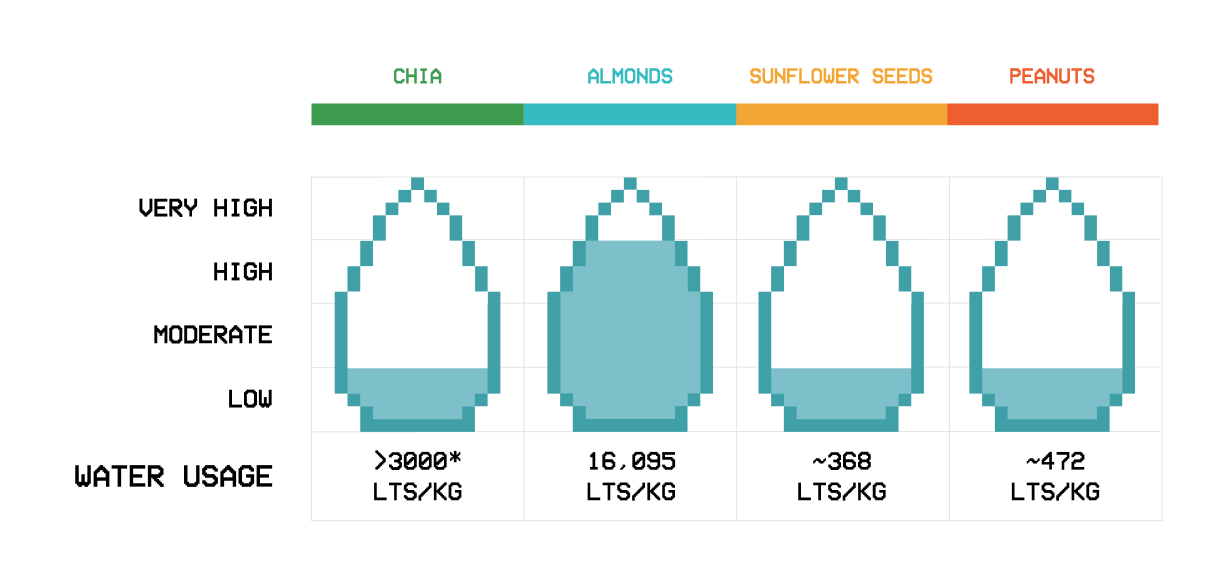 CHIA ALMONDS SUNFLOWER SEEDS PEANUTS
VERY HIGH
HIGH
MODERATE
LOW
WATER USAGE
>3000* 16,095 ~368 ~472
LTS/KG LTS/KG LTS/KG LTS/KG